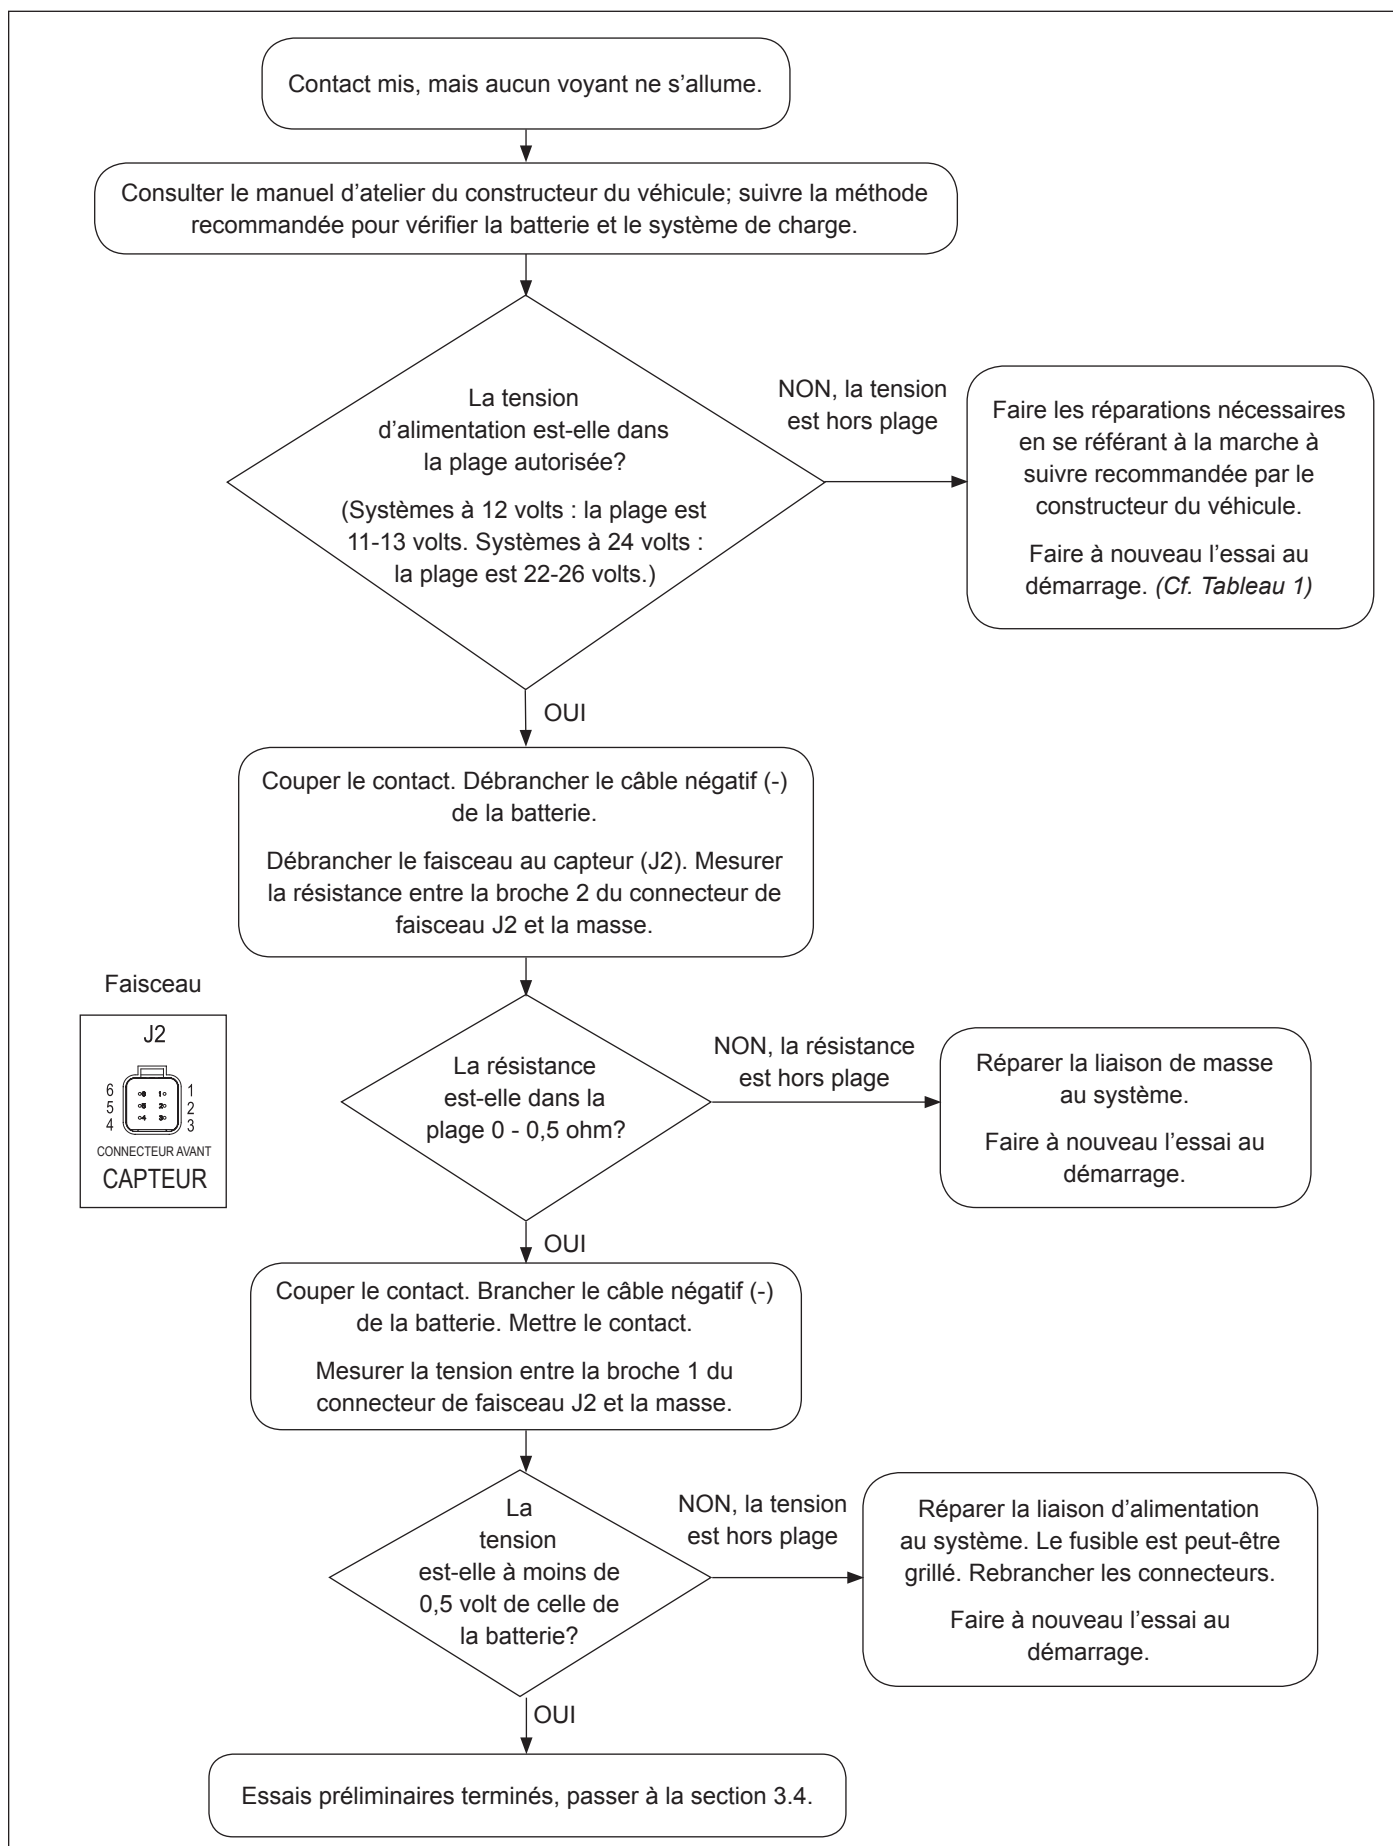 Contact mis, mais aucun voyant ne s'allume.
Consulter le manuel d'atelier du constructeur du véhicule; suivre la méthode
recommandée pour vérifier la batterie et le système de charge.
La tension
d'alimentation est-elle dans
la plage autorisée?
(Systèmes à 12 volts : la plage est
11-13 volts. Systèmes à 24 volts :
la plage est 22-26 volts.)
NON, la tension
est hors plage
Faire les réparations nécessaires
en se référant à la marche à
suivre recommandée par le
constructeur du véhicule.
Faire à nouveau l'essai au
démarrage. (Cf. Tableau 1)
OUI
Couper le contact. Débrancher le câble négatif (-)
de la batterie.
Débrancher le faisceau au capteur (J2). Mesurer
la résistance entre la broche 2 du connecteur de
faisceau J2 et la masse.
Faisceau
J2
6 6 1 1
5 5 2 2
4 4 3 3
CONNECTEUR AVANT
CAPTEUR
La résistance
est-elle dans la
plage 0 - 0,5 ohm?
NON, la résistance
est hors plage
Réparer la liaison de masse
au système.
Faire à nouveau l'essai au
démarrage.
OUI
Couper le contact. Brancher le câble négatif (-)
de la batterie. Mettre le contact.
Mesurer la tension entre la broche 1 du
connecteur de faisceau J2 et la masse.
La
tension
est-elle à moins de
0,5 volt de celle de
la batterie?
NON, la tension
est hors plage
Réparer la liaison d'alimentation
au système. Le fusible est peut-être
grillé. Rebrancher les connecteurs.
Faire à nouveau l'essai au
démarrage.
OUI
Essais préliminaires terminés, passer à la section 3.4.